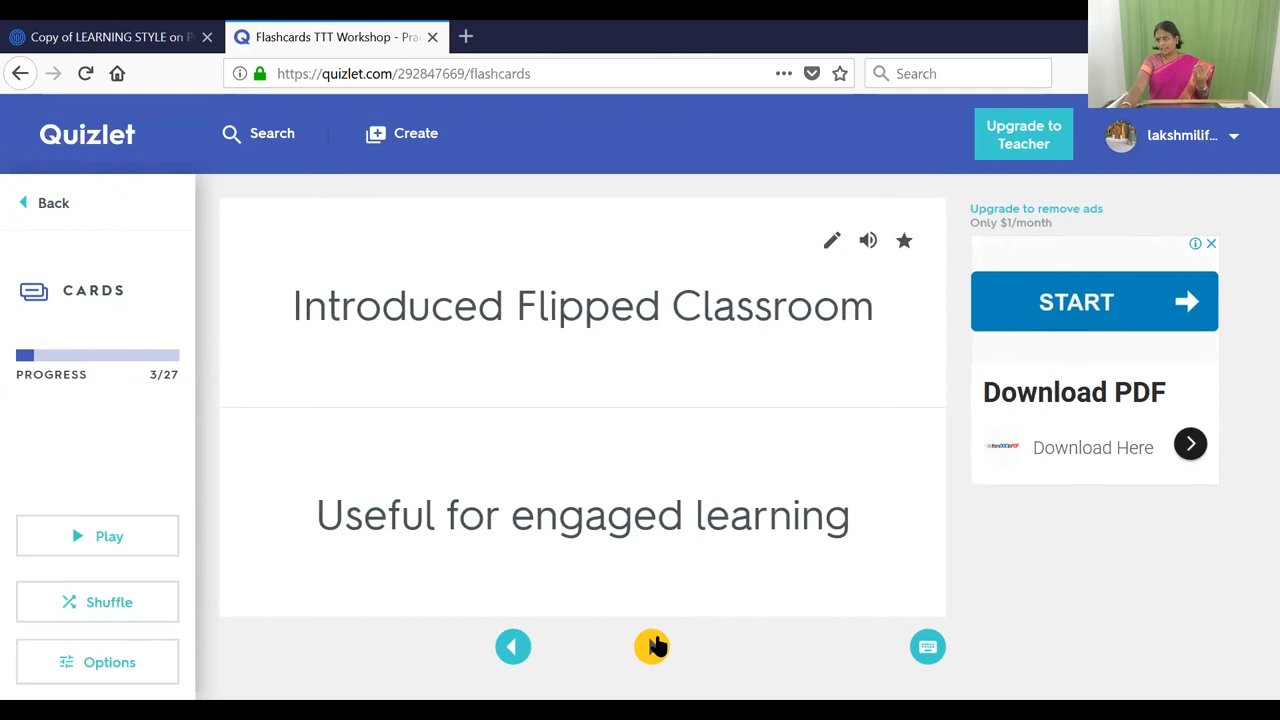 Copy of LEARNING STYLE on P
Flashcards TTT Workshop - Prac
https://quizlet.com/292847669/flashcards
Search
Quizlet
Search
Create
Upgrade to
Teacher
lakshmilif...
Back
CARDS
PROGRESS 3/27
Play
Shuffle
Options
Introduced Flipped Classroom
Useful for engaged learning
Upgrade to remove ads
Only $1/month
START
Download PDF
Download Here